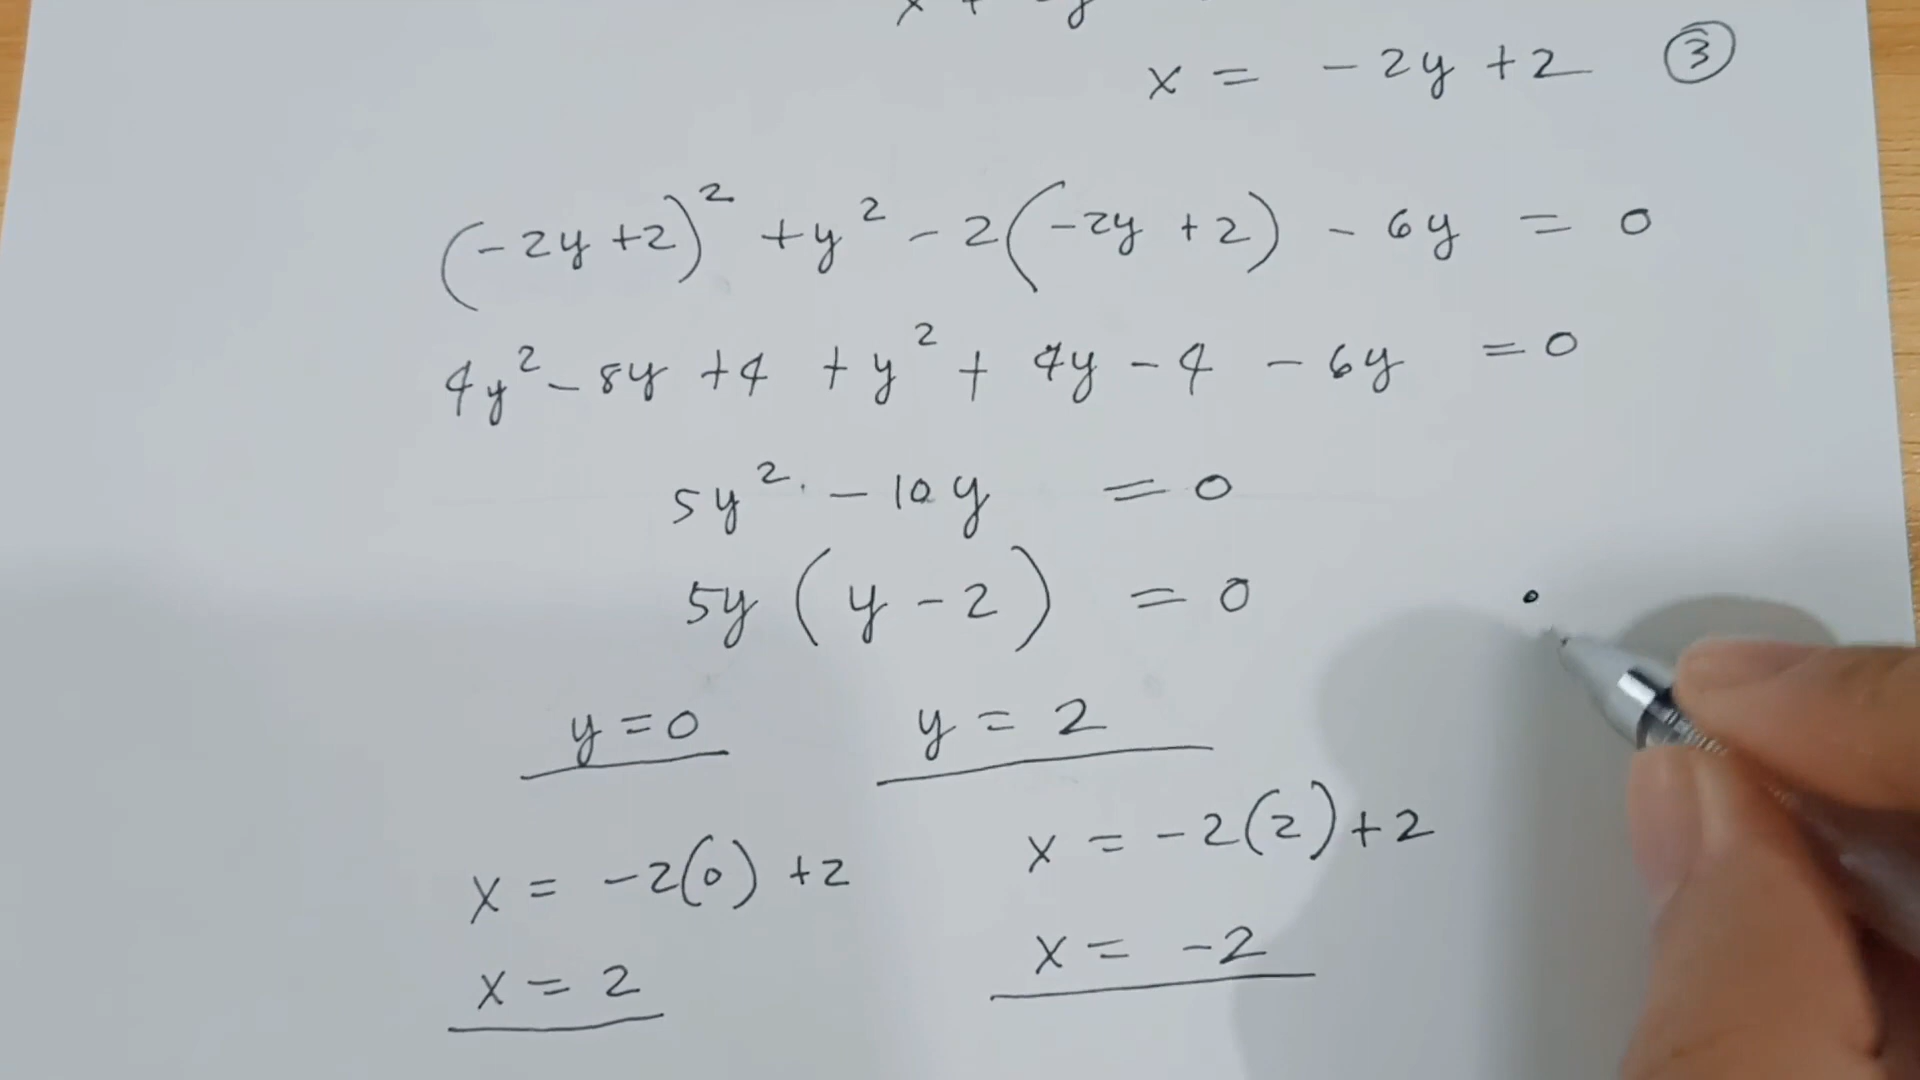 x = -2y + 2 ③
(-2y + 2)² + y² - 2(-2y + 2) - 6y = 0
4y² - 8y + 4 + y² + 4y - 4 - 6y = 0
5y² - 10y = 0
5y (y - 2) = 0
y = 0 y = 2
x = -2(0) + 2 x = -2(2) + 2
x = 2 x = -2